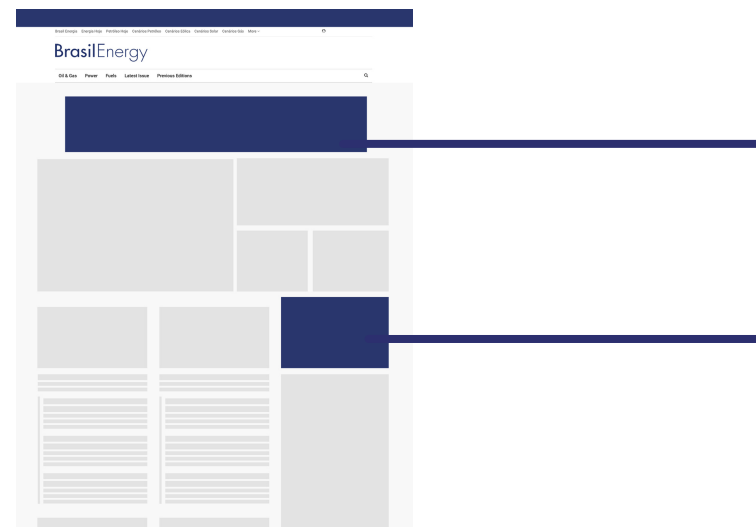 Brasil Energia Energia Hoje Petróleo Hoje Cenários Petróleo Cenários Eólica Cenários Solar Cenários Gás More
BrasilEnergy
Oil & Gas Power Fuels Latest Issue Previous Editions